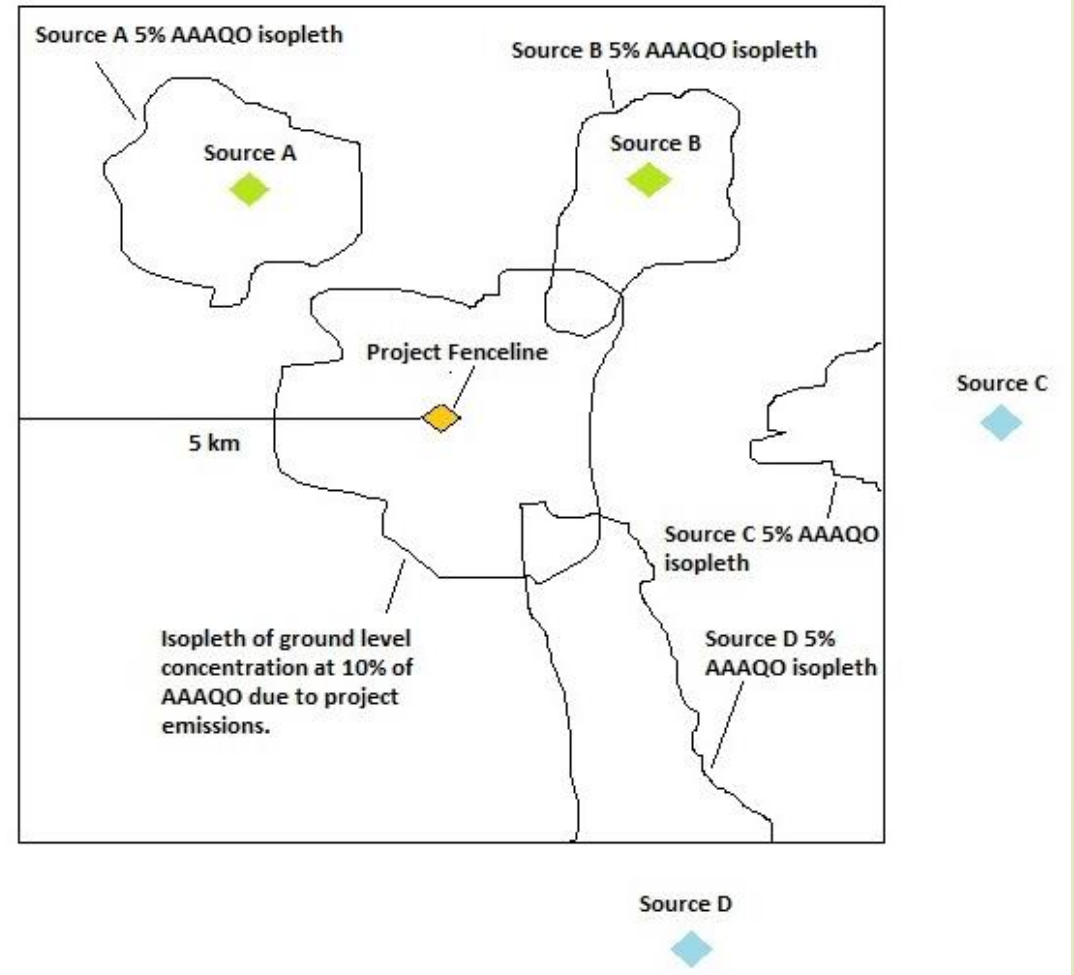 Source A 5% AAAQO isopleth
Source B 5% AAAQO isopleth
Source A
Source B
Project Fenceline
Source C
5 km
Source C 5% AAAQO
isopleth
Isopleth of ground level
concentration at 10% of
AAAQO due to project
emissions.
Source D 5%
AAAQO isopleth
Source D